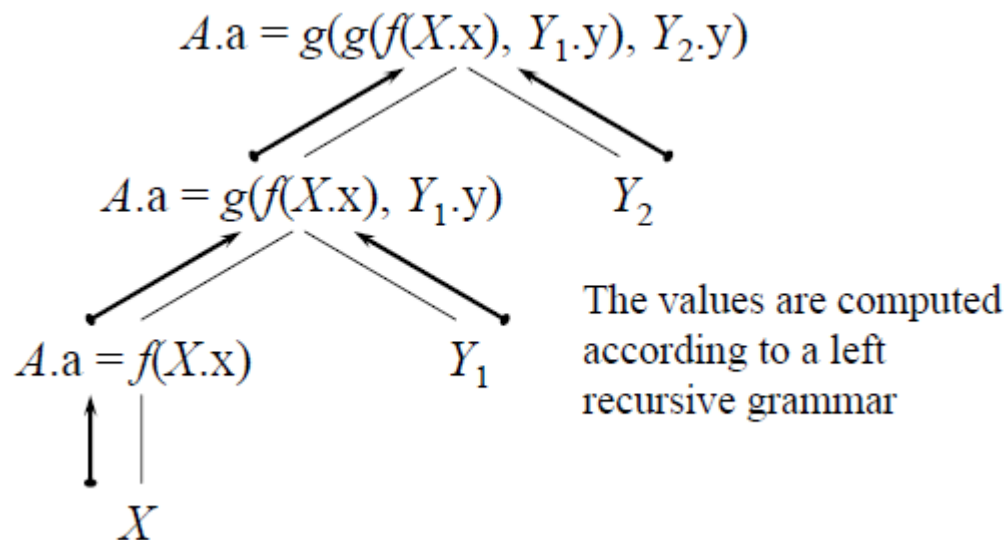 A.a = g(g(f(X.x), Y₁.y), Y₂.y)
A.a = g(f(X.x), Y₁.y)
Y₂
A.a = f(X.x)
Y₁
The values are computed
according to a left
recursive grammar
X